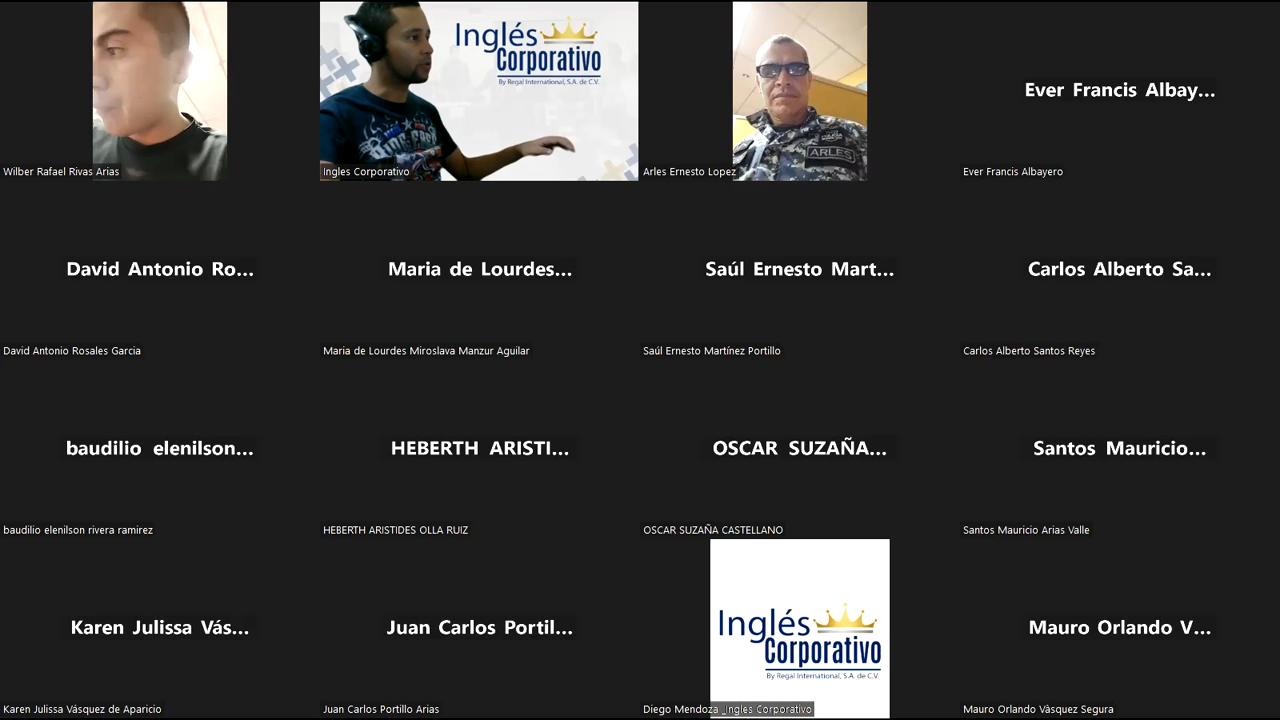 Inglés
Corporativo
By Regal International, S.A. de C.V.
ARLES
Wilber Rafael Rivas Arias
Ingles Corporativo
Arles Ernesto Lopez
Ever Francis Albay...
Ever Francis Albayero
David Antonio Ro...
Maria de Lourdes...
Saúl Ernesto Mart...
Carlos Alberto Sa...
David Antonio Rosales Garcia
Maria de Lourdes Miroslava Manzur Aguilar
Saúl Ernesto Martínez Portillo
Carlos Alberto Santos Reyes
baudilio elenilson...
HEBERTH ARISTI...
OSCAR SUZAÑA...
Santos Mauricio...
baudilio elenilson rivera ramirez
HEBERTH ARISTIDES OLLA RUIZ
OSCAR SUZAÑA CASTELLANO
Santos Mauricio Arias Valle
Karen Julissa Vás...
Juan Carlos Portil...
Inglés
Corporativo
By Regal International, S.A. de C.V.
Mauro Orlando V...
Karen Julissa Vásquez de Aparicio
Juan Carlos Portillo Arias
Diego Mendoza _Ingles Corporativo
Mauro Orlando Vàsquez Segura